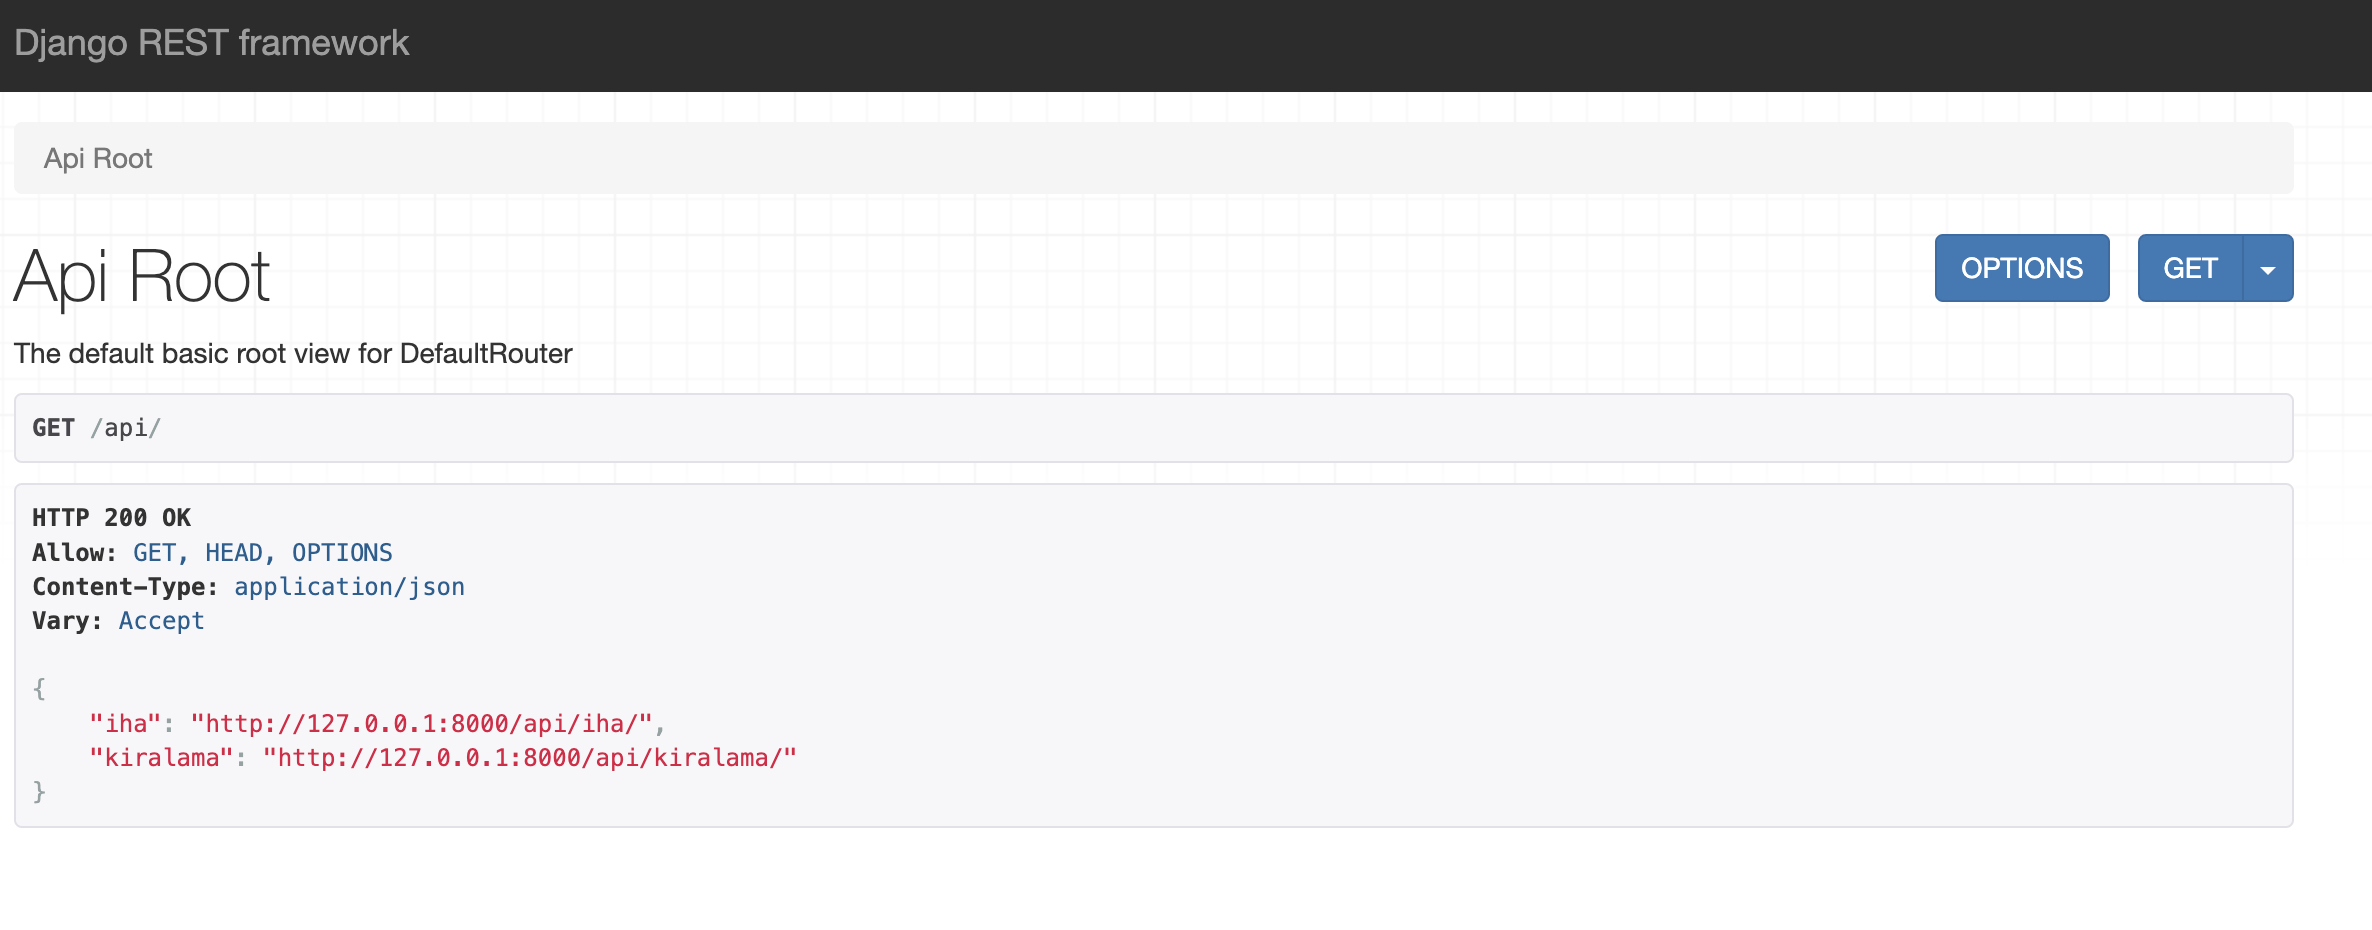 Django REST framework
Api Root
Api Root
OPTIONS
GET
The default basic root view for DefaultRouter
GET /api/
HTTP 200 OK
Allow: GET, HEAD, OPTIONS
Content-Type: application/json
Vary: Accept
{
    "iha": "http://127.0.0.1:8000/api/iha/",
    "kiralama": "http://127.0.0.1:8000/api/kiralama/"
}